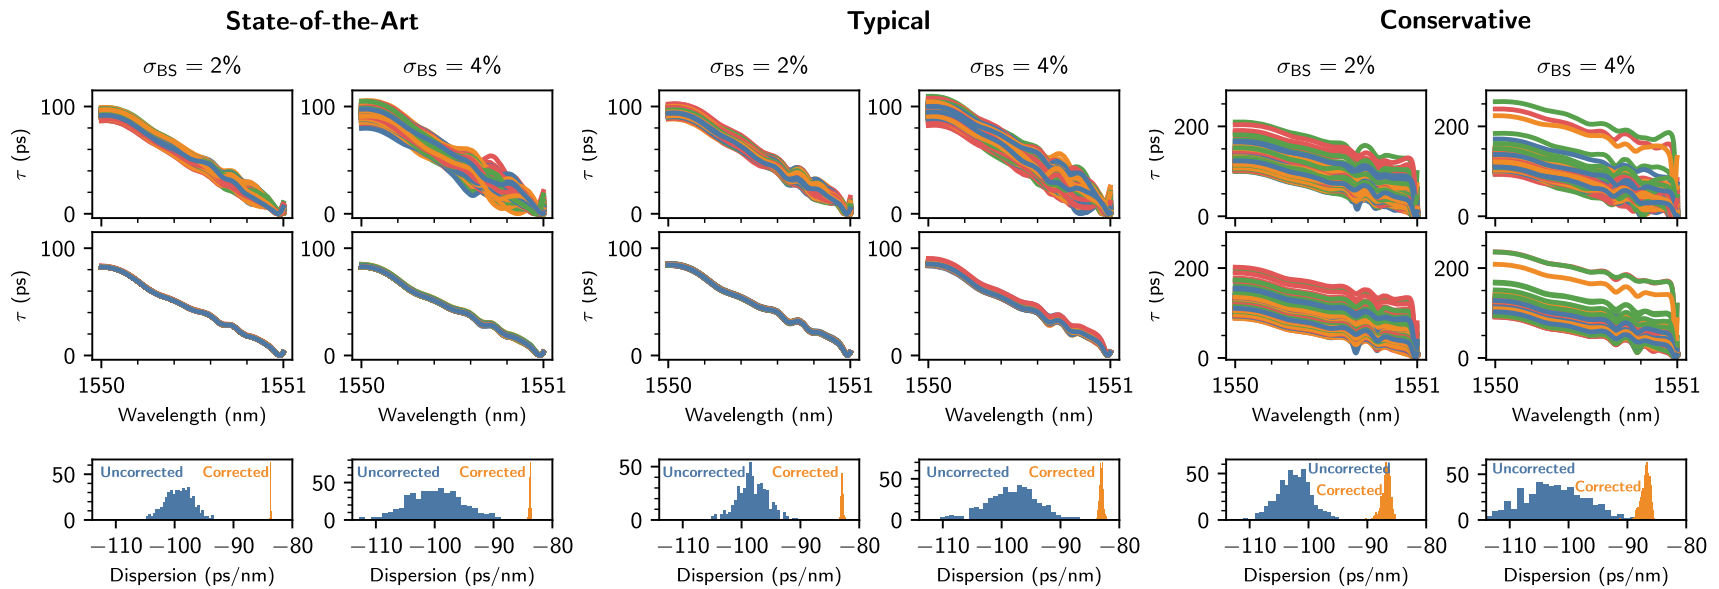 State-of-the-Art Typical Conservative
σBS = 2% σBS = 4% σBS = 2% σBS = 4% σBS = 2% σBS = 4%
τ (ps) 100 0 100 0 τ (ps) 100 0 100 0 τ (ps) 200 0 200 0
τ (ps) 100 0 100 0 τ (ps) 100 0 100 0 τ (ps) 200 0 200 0
1550 1551 1550 1551 1550 1551 1550 1551 1550 1551 1550 1551
Wavelength (nm) Wavelength (nm) Wavelength (nm) Wavelength (nm) Wavelength (nm) Wavelength (nm)
50 0 Uncorrected Corrected 50 0 Uncorrected Corrected 50 0 Uncorrected Corrected 50 0 Uncorrected Corrected 50 0 Uncorrected Corrected 50 0 Uncorrected Corrected
−110 −100 −90 −80 −110 −100 −90 −80 −110 −100 −90 −80 −110 −100 −90 −80 −110 −100 −90 −80 −110 −100 −90 −80
Dispersion (ps/nm) Dispersion (ps/nm) Dispersion (ps/nm) Dispersion (ps/nm) Dispersion (ps/nm) Dispersion (ps/nm)